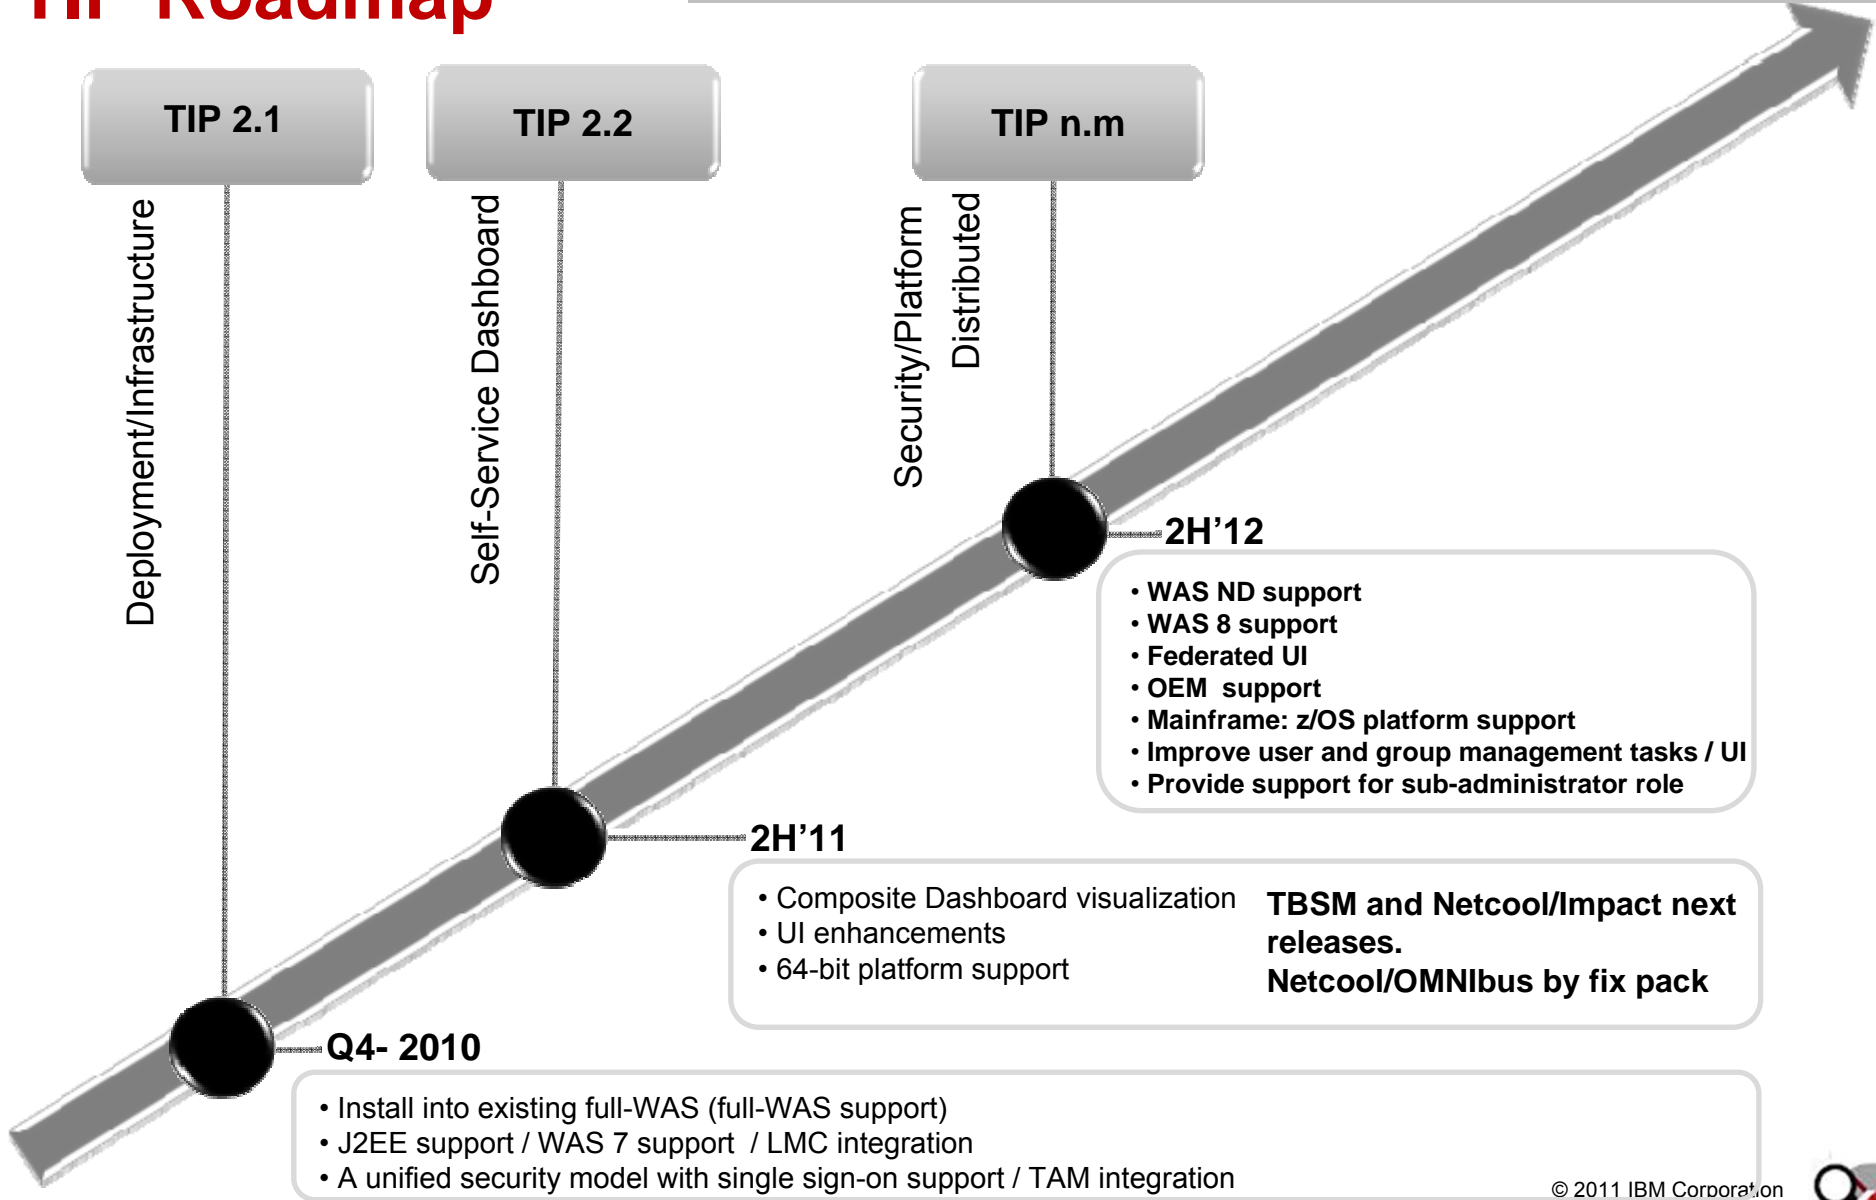 TIP Roadmap
TIP 2.1
TIP 2.2
TIP n.m
Deployment/Infrastructure
Self-Service Dashboard
Security/Platform
Distributed
2H'12
• WAS ND support
• WAS 8 support
• Federated UI
• OEM  support
• Mainframe: z/OS platform support
• Improve user and group management tasks / UI
• Provide support for sub-administrator role
2H'11
• Composite Dashboard visualization
• UI enhancements
• 64-bit platform support
TBSM and Netcool/Impact next
releases.
Netcool/OMNIbus by fix pack
Q4- 2010
• Install into existing full-WAS (full-WAS support)
• J2EE support / WAS 7 support  / LMC integration
• A unified security model with single sign-on support / TAM integration
© 2011 IBM Corporation